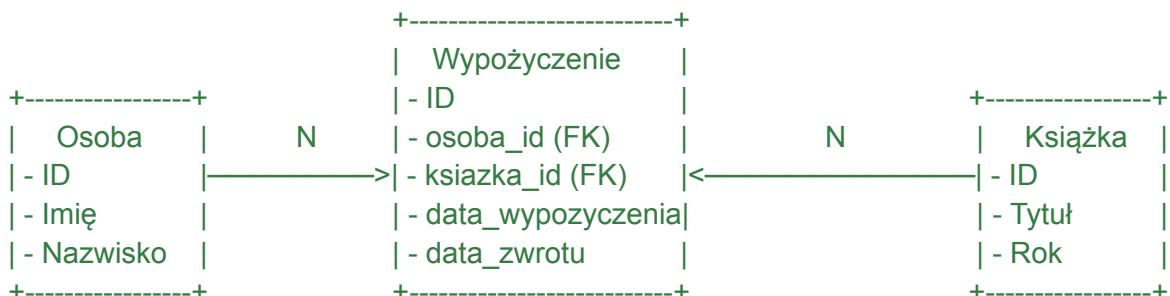 +---------------------------+
| Wypożyczenie |
+-----------------+ | - ID | +-----------------+
| Osoba | N | - osoba_id (FK) | N | Książka |
| - ID |──────────>| - ksiazka_id (FK) |<────────────────| - ID |
| - Imię | | - data_wypozyczenia| | - Tytuł |
| - Nazwisko | | - data_zwrotu | | - Rok |
+-----------------+ +----------------------------+ +-----------------+